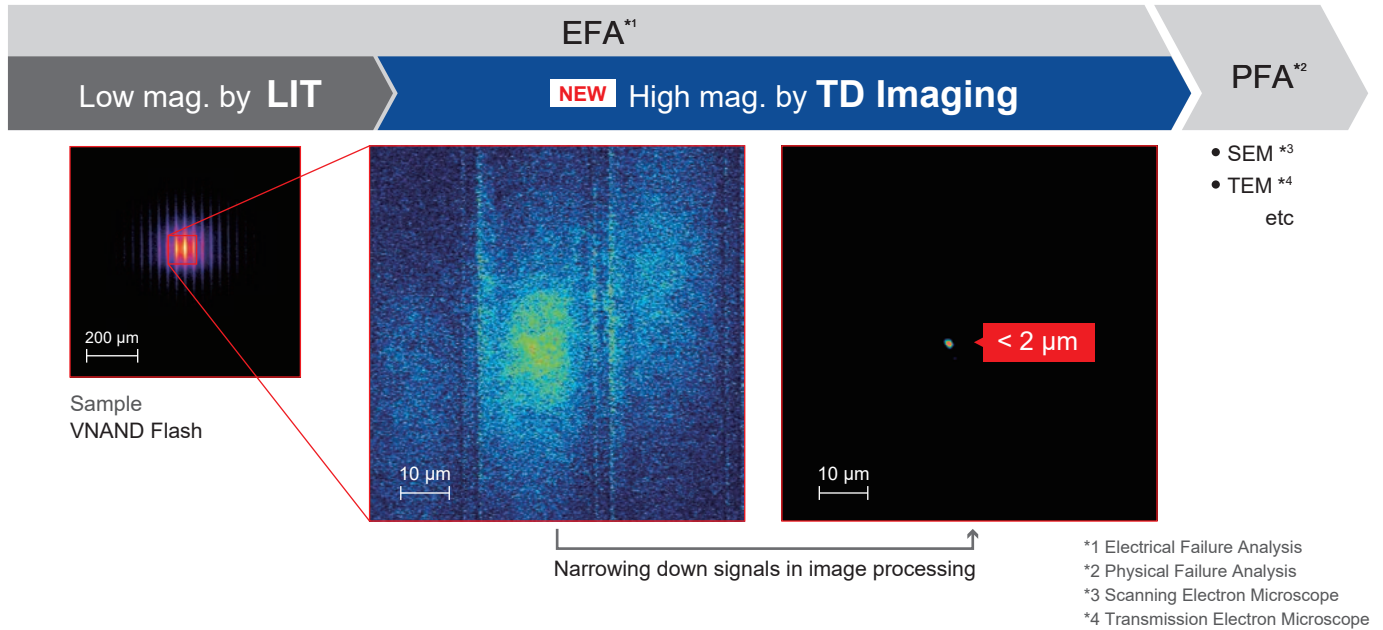 EFA*1
Low mag. by LIT
NEW High mag. by TD Imaging
PFA*2
• SEM *3
• TEM *4
etc
200 µm
Sample
VNAND Flash
10 µm
< 2 µm
10 µm
Narrowing down signals in image processing
*1 Electrical Failure Analysis
*2 Physical Failure Analysis
*3 Scanning Electron Microscope
*4 Transmission Electron Microscope